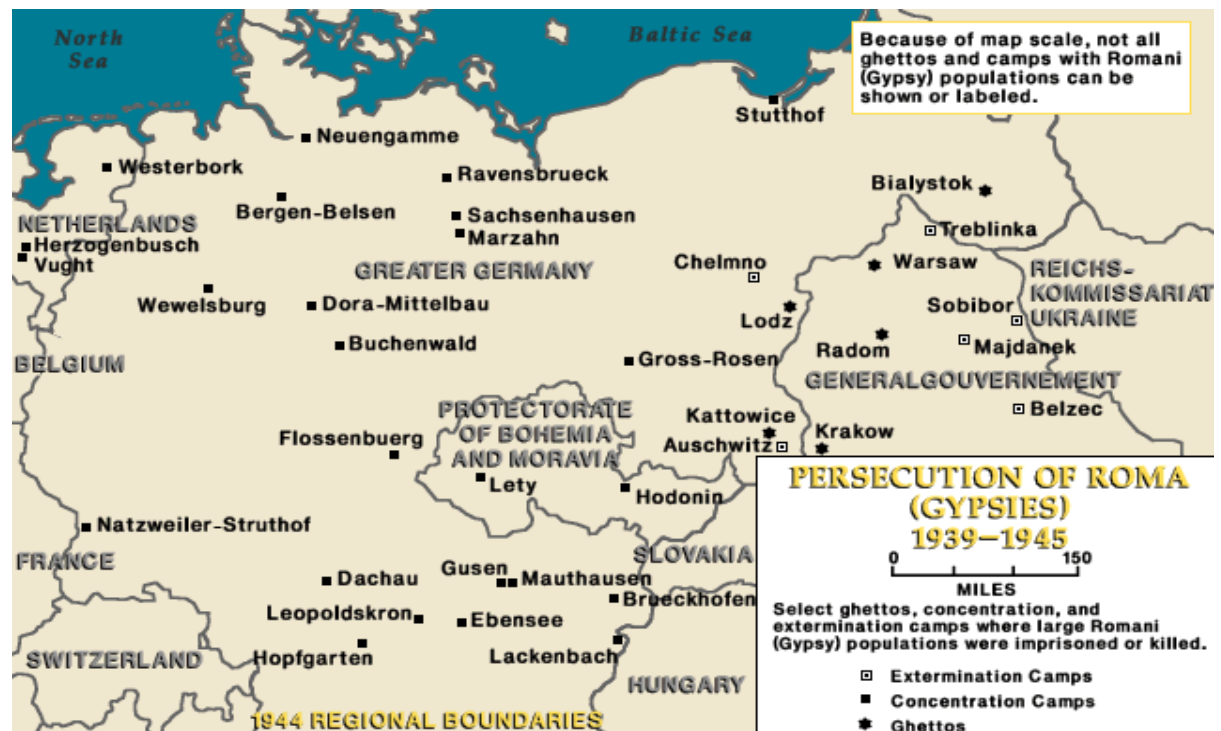 North
Sea
Baltic Sea
Because of map scale, not all
ghettos and camps with Romani
(Gypsy) populations can be
shown or labeled.
Stutthof
Neuengamme
Westerbork
Ravensbrueck
Bialystok
Bergen-Belsen
Sachsenhausen
NETHERLANDS
Treblinka
Marzahn
Herzogenbusch
Vught
Chelmno
Warsaw
GREATER GERMANY
REICHS-
KOMMISSARIAT
UKRAINE
Wewelsburg
Dora-Mittelbau
Sobibor
Lodz
Buchenwald
Radom
Majdanek
Gross-Rosen
BELGIUM
GENERALGOUVERNEMENT
PROTECTORATE
OF BOHEMIA
AND MORAVIA
Belzec
Kattowice
Flossenbuerg
Auschwitz
Krakow
Lety
Hodonin
Natzweiler-Struthof
FRANCE
SLOVAKIA
Gusen
Dachau
Mauthausen
Brueckhofen
Leopoldskron
Ebensee
Hopfgarten
Lackenbach
SWITZERLAND
HUNGARY
1944 REGIONAL BOUNDARIES
PERSECUTION OF ROMA
(GYPSIES)
1939–1945
0 150
MILES
Select ghettos, concentration, and
extermination camps where large Romani
(Gypsy) populations were imprisoned or killed.
Extermination Camps
Concentration Camps
Ghettos